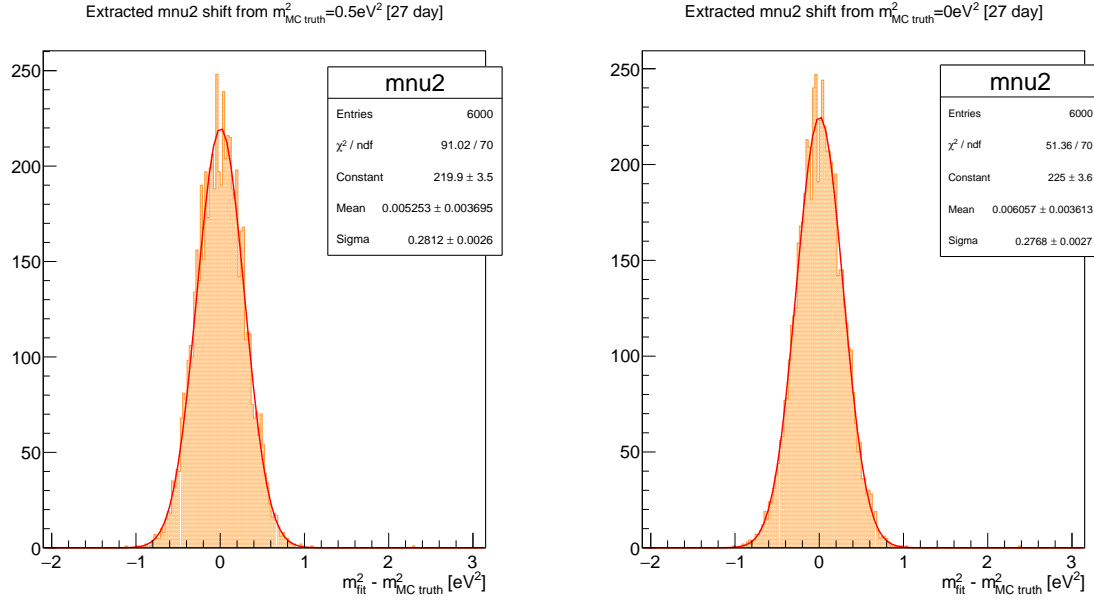 Extracted mnu2 shift from m²MC truth=0.5eV² [27 day]
mnu2
Entries 6000
χ² / ndf 91.02 / 70
Constant 219.9 ± 3.5
Mean 0.005253 ± 0.003695
Sigma 0.2812 ± 0.0026
250
200
150
100
50
0
−2 −1 0 1 2 3
m²fit - m²MC truth [eV²]
Extracted mnu2 shift from m²MC truth=0eV² [27 day]
mnu2
Entries 6000
χ² / ndf 51.36 / 70
Constant 225 ± 3.6
Mean 0.006057 ± 0.003613
Sigma 0.2768 ± 0.0027
250
200
150
100
50
0
−2 −1 0 1 2 3
m²fit - m²MC truth [eV²]